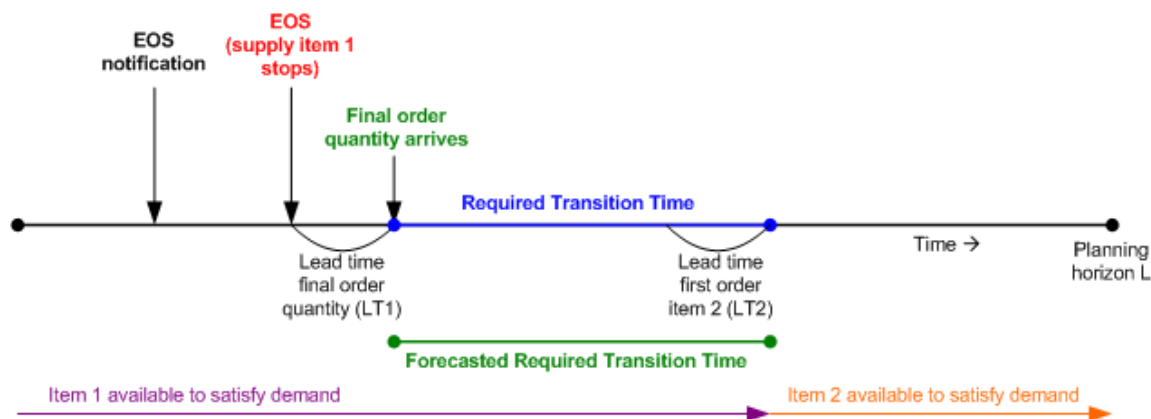 EOS
notification
EOS
(supply item 1
stops)
Final order
quantity arrives
Required Transition Time
Time →
Planning
horizon L
Lead time
final order
quantity (LT1)
Lead time
first order
item 2 (LT2)
Forecasted Required Transition Time
Item 1 available to satisfy demand
Item 2 available to satisfy demand